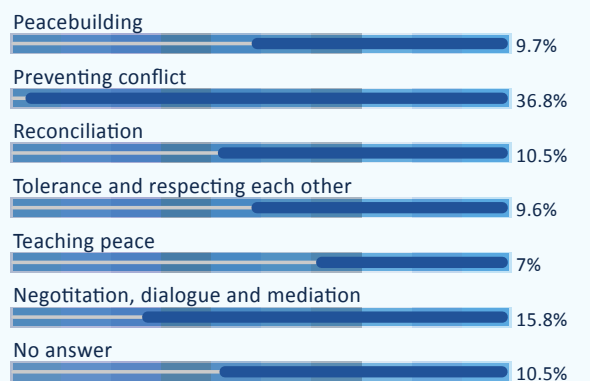 Peacebuilding
9.7%
Preventing conflict
36.8%
Reconciliation
10.5%
Tolerance and respecting each other
9.6%
Teaching peace
7%
Negotitation, dialogue and mediation
15.8%
No answer
10.5%